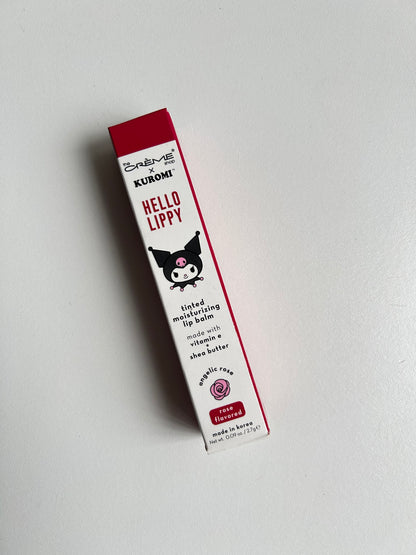 the CRÈME shop®
x
KUROMI™
HELLO
LIPPY
tinted
moisturizing
lip balm
made with
vitamin e
+
shea butter
angelic rose
rose
flavored
made in korea
Net wt. 0.09 oz. / 2.7g ℮